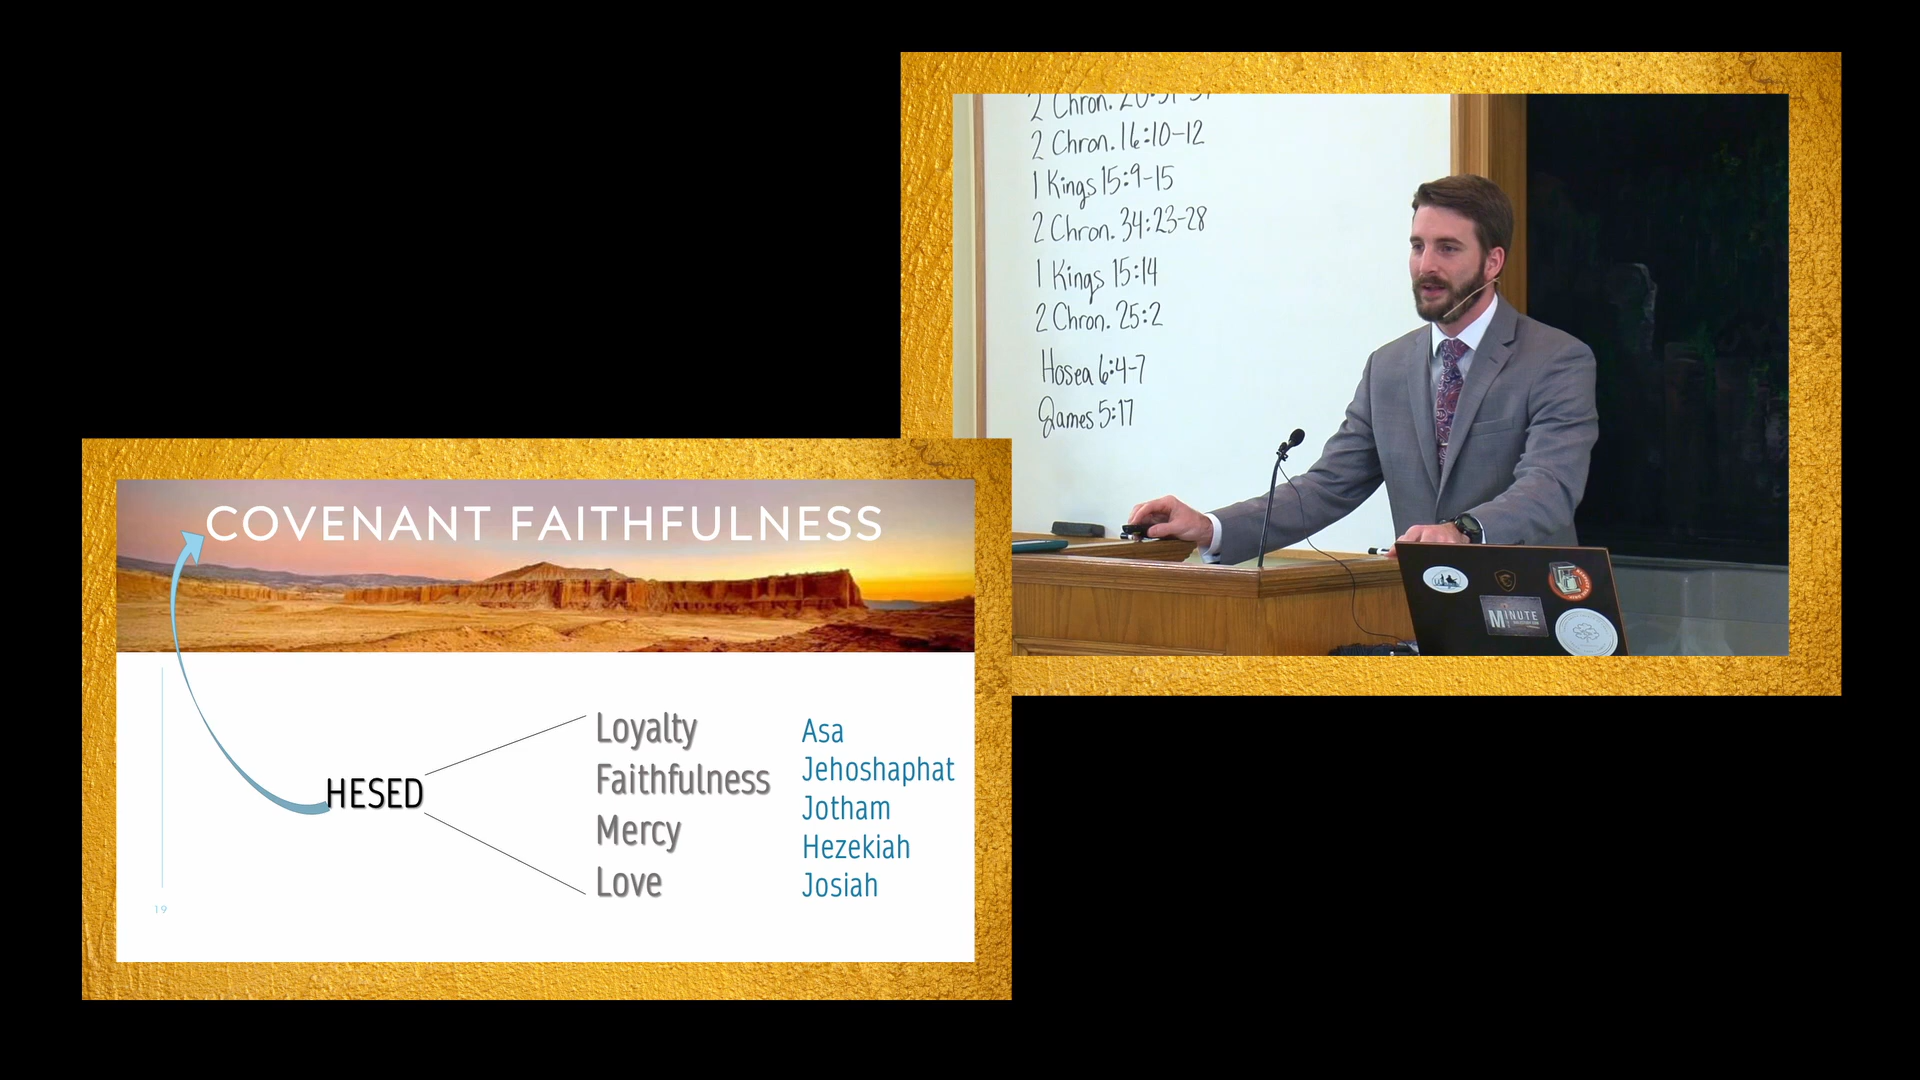 2 Chron. 16:10-12
1 Kings 15:9-15
2 Chron. 34:23-28
1 Kings 15:14
2 Chron. 25:2
Hosea 6:4-7
James 5:17
MINUTE
COVENANT FAITHFULNESS
HESED
Loyalty
Faithfulness
Mercy
Love
Asa
Jehoshaphat
Jotham
Hezekiah
Josiah
19